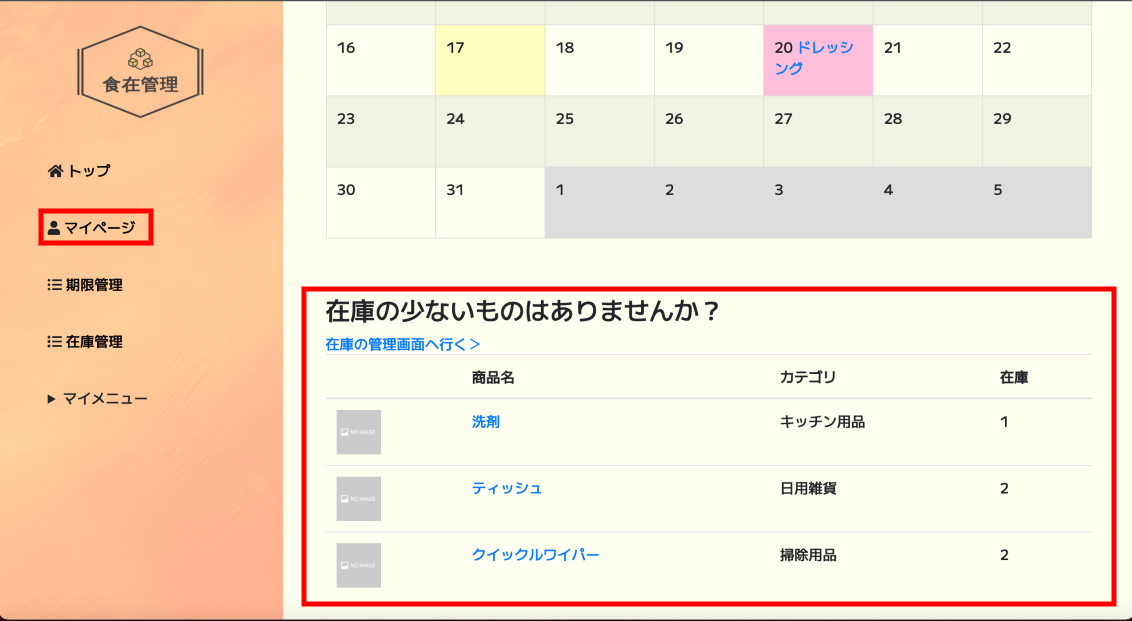 食在管理
トップ
マイページ
期限管理
在庫管理
マイメニュー
16 17 18 19 20 ドレッシ 21 22
ング
23 24 25 26 27 28 29
30 31 1 2 3 4 5
在庫の少ないものはありませんか？
在庫の管理画面へ行く＞
商品名 カテゴリ 在庫
NO IMAGE 洗剤 キッチン用品 1
NO IMAGE ティッシュ 日用雑貨 2
NO IMAGE クイックルワイパー 掃除用品 2